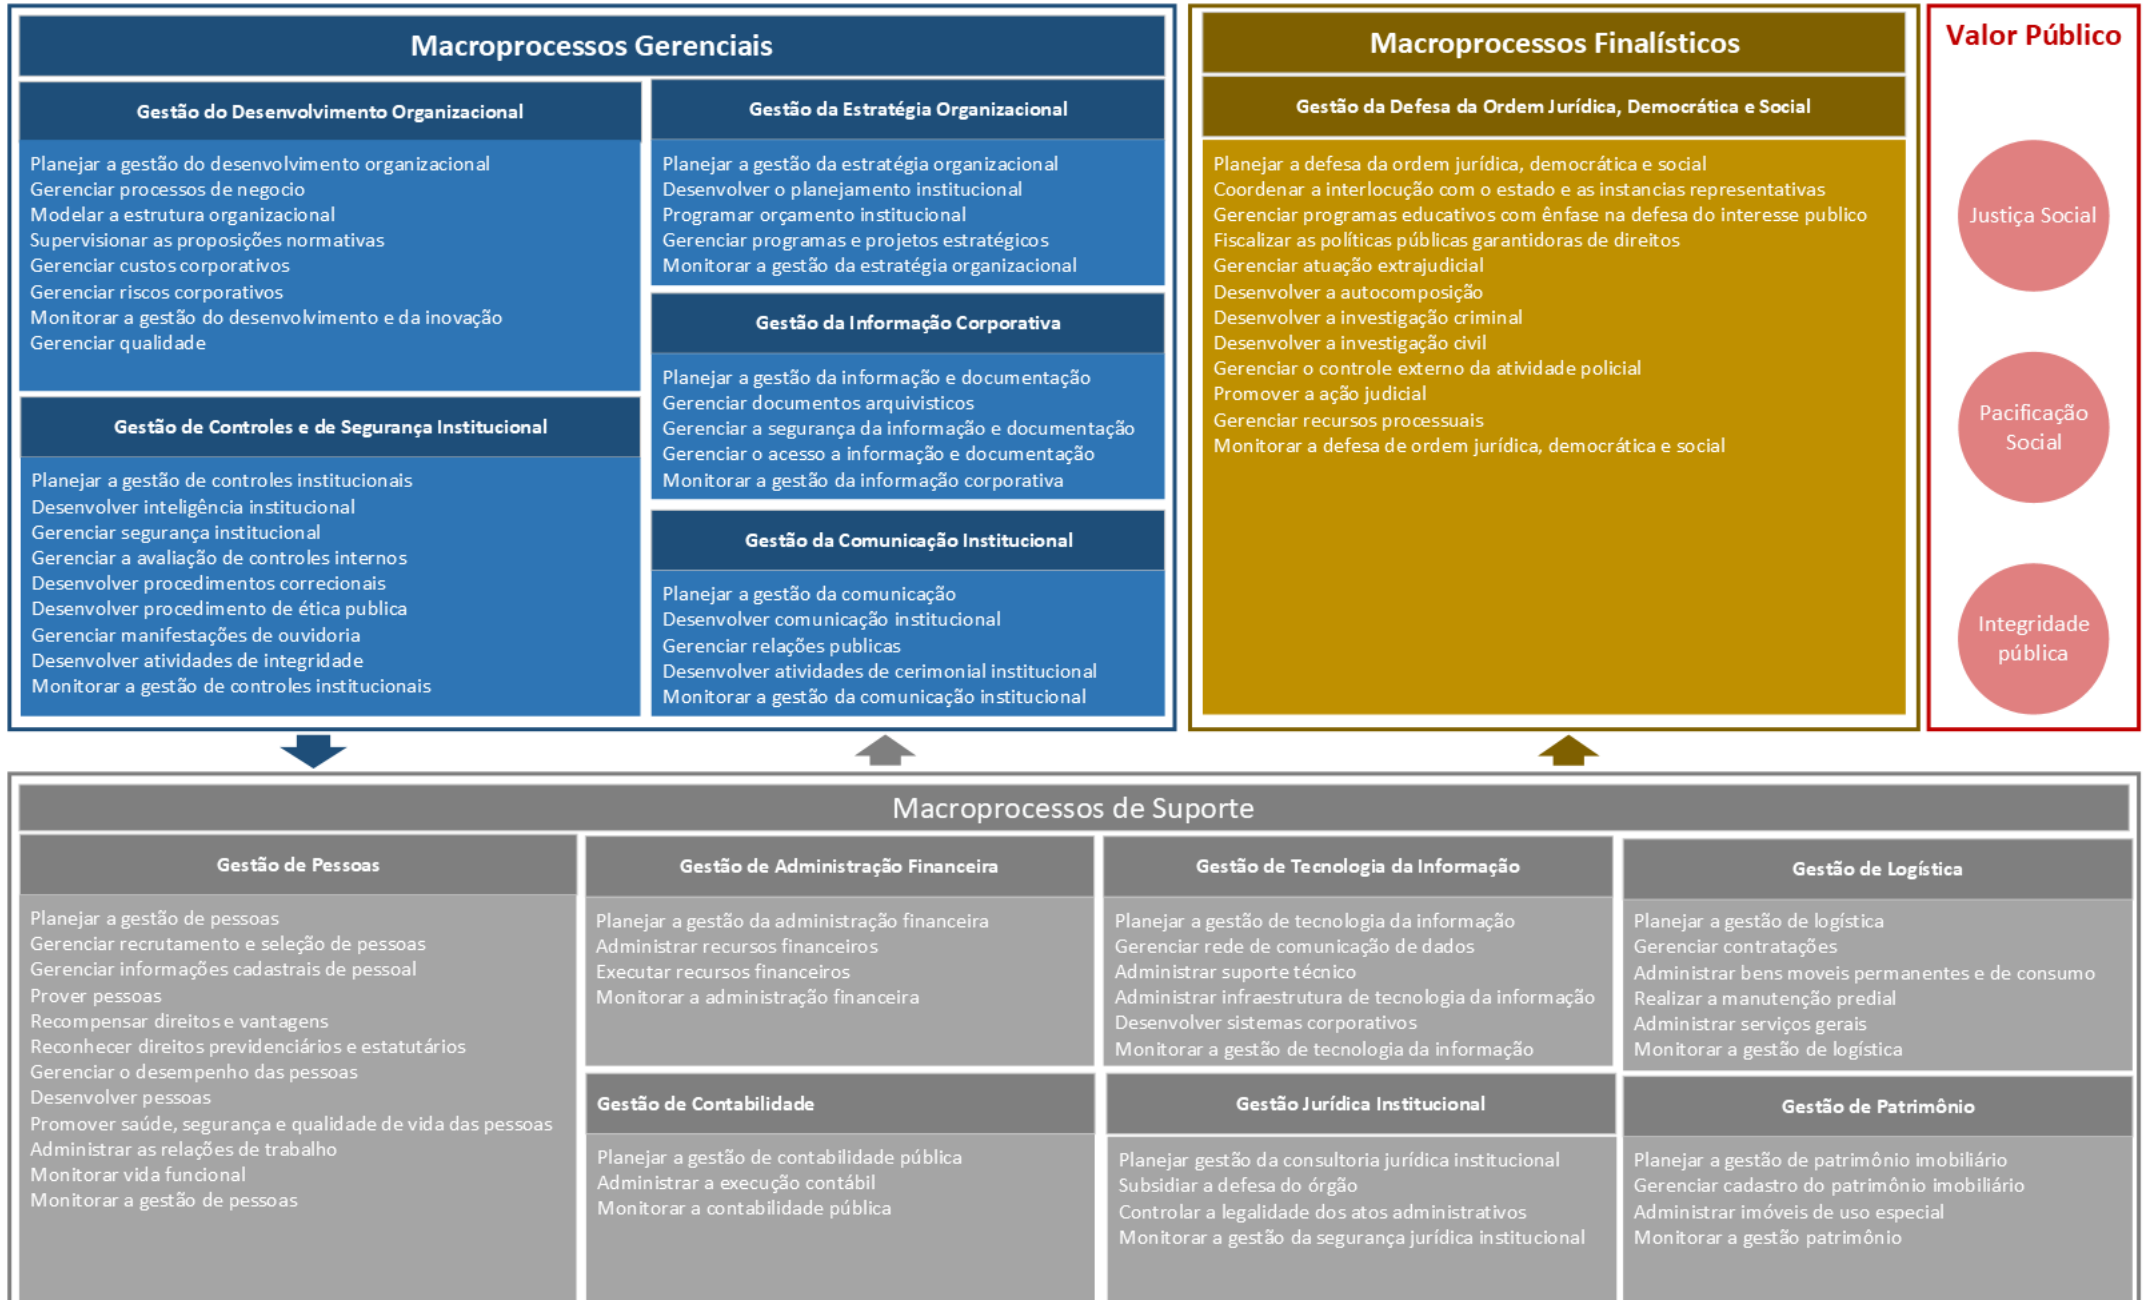 Macroprocessos Gerenciais
Gestão do Desenvolvimento Organizacional
Planejar a gestão do desenvolvimento organizacional
Gerenciar processos de negocio
Modelar a estrutura organizacional
Supervisionar as proposições normativas
Gerenciar custos corporativos
Gerenciar riscos corporativos
Monitorar a gestão do desenvolvimento e da inovação
Gerenciar qualidade
Gestão de Controles e de Segurança Institucional
Planejar a gestão de controles institucionais
Desenvolver inteligência institucional
Gerenciar segurança institucional
Gerenciar a avaliação de controles internos
Desenvolver procedimentos correcionais
Desenvolver procedimento de ética publica
Gerenciar manifestações de ouvidoria
Desenvolver atividades de integridade
Monitorar a gestão de controles institucionais
Gestão da Estratégia Organizacional
Planejar a gestão da estratégia organizacional
Desenvolver o planejamento institucional
Programar orçamento institucional
Gerenciar programas e projetos estratégicos
Monitorar a gestão da estratégia organizacional
Gestão da Informação Corporativa
Planejar a gestão da informação e documentação
Gerenciar documentos arquivisticos
Gerenciar a segurança da informação e documentação
Gerenciar o acesso a informação e documentação
Monitorar a gestão da informação corporativa
Gestão da Comunicação Institucional
Planejar a gestão da comunicação
Desenvolver comunicação institucional
Gerenciar relações publicas
Desenvolver atividades de cerimonial institucional
Monitorar a gestão da comunicação institucional
Macroprocessos Finalísticos
Gestão da Defesa da Ordem Jurídica, Democrática e Social
Planejar a defesa da ordem jurídica, democrática e social
Coordenar a interlocução com o estado e as instancias representativas
Gerenciar programas educativos com ênfase na defesa do interesse publico
Fiscalizar as políticas públicas garantidoras de direitos
Gerenciar atuação extrajudicial
Desenvolver a autocomposição
Desenvolver a investigação criminal
Desenvolver a investigação civil
Gerenciar o controle externo da atividade policial
Promover a ação judicial
Gerenciar recursos processuais
Monitorar a defesa de ordem jurídica, democrática e social
Valor Público
Justiça Social
Pacificação
Social
Integridade
pública
Macroprocessos de Suporte
Gestão de Pessoas
Planejar a gestão de pessoas
Gerenciar recrutamento e seleção de pessoas
Gerenciar informações cadastrais de pessoal
Prover pessoas
Recompensar direitos e vantagens
Reconhecer direitos previdenciários e estatutários
Gerenciar o desempenho das pessoas
Desenvolver pessoas
Promover saúde, segurança e qualidade de vida das pessoas
Administrar as relações de trabalho
Monitorar vida funcional
Monitorar a gestão de pessoas
Gestão de Administração Financeira
Planejar a gestão da administração financeira
Administrar recursos financeiros
Executar recursos financeiros
Monitorar a administração financeira
Gestão de Contabilidade
Planejar a gestão de contabilidade pública
Administrar a execução contábil
Monitorar a contabilidade pública
Gestão de Tecnologia da Informação
Planejar a gestão de tecnologia da informação
Gerenciar rede de comunicação de dados
Administrar suporte técnico
Administrar infraestrutura de tecnologia da informação
Desenvolver sistemas corporativos
Monitorar a gestão de tecnologia da informação
Gestão Jurídica Institucional
Planejar gestão da consultoria jurídica institucional
Subsidiar a defesa do órgão
Controlar a legalidade dos atos administrativos
Monitorar a gestão da segurança jurídica institucional
Gestão de Logística
Planejar a gestão de logística
Gerenciar contratações
Administrar bens moveis permanentes e de consumo
Realizar a manutenção predial
Administrar serviços gerais
Monitorar a gestão de logística
Gestão de Patrimônio
Planejar a gestão de patrimônio imobiliário
Gerenciar cadastro do patrimônio imobiliário
Administrar imóveis de uso especial
Monitorar a gestão patrimônio